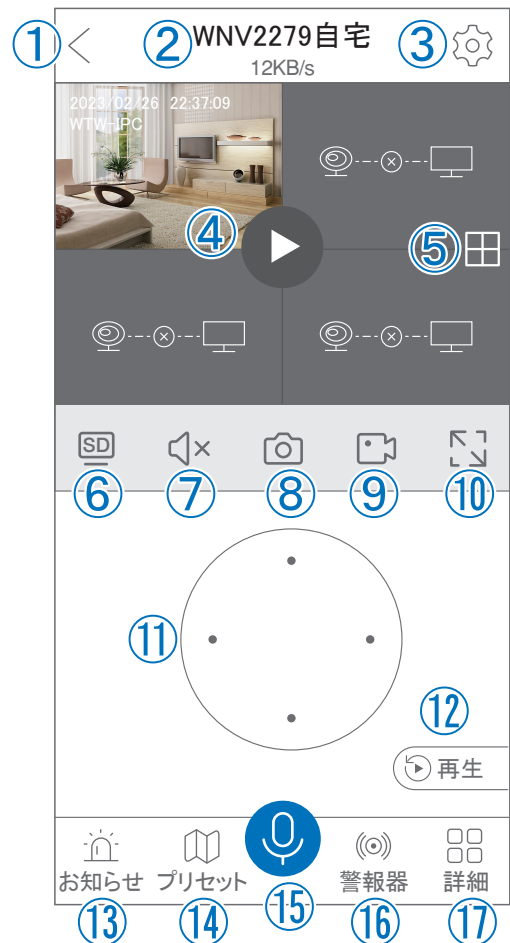 ① ② WNV2279自宅 ③
12KB/s
2023/02/26 22:37:09
WTW-IPC
④
⑤
SD
⑥ ⑦ ⑧ ⑨ ⑩
⑪
⑫
再生
お知らせ プリセット 警報器 詳細
⑬ ⑭ ⑮ ⑯ ⑰